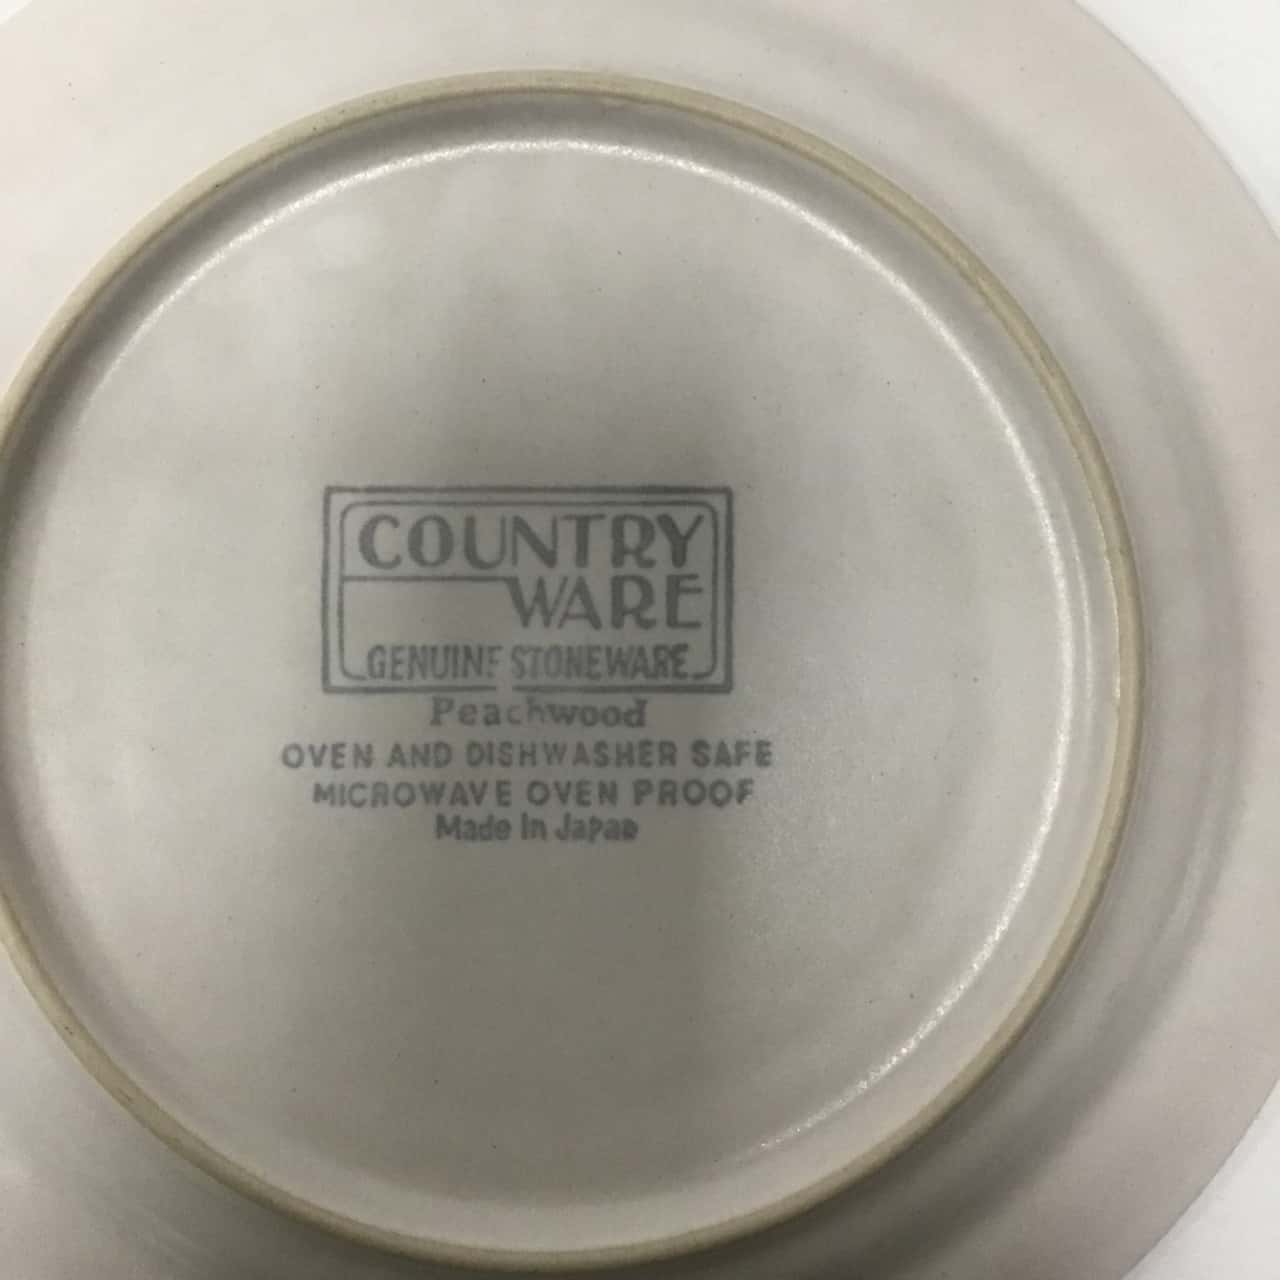 COUNTRY
WARE
GENUINE STONEWARE
Peachwood
OVEN AND DISHWASHER SAFE
MICROWAVE OVEN PROOF
Made In Japan